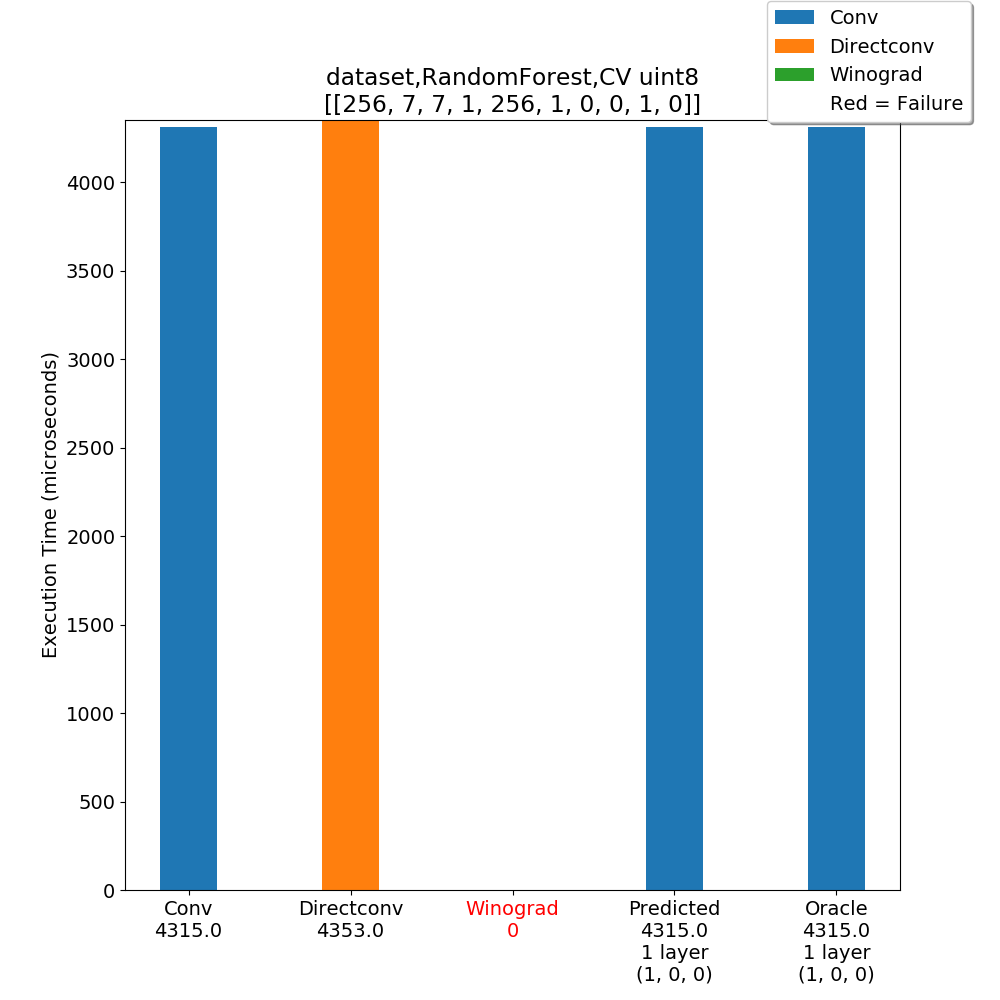 Conv
Directconv
Winograd
Red = Failure
dataset,RandomForest,CV uint8
[[256, 7, 7, 1, 256, 1, 0, 0, 1, 0]]
Execution Time (microseconds)
4000
3500
3000
2500
2000
1500
1000
500
0
Conv
4315.0
Directconv
4353.0
Winograd
0
Predicted
4315.0
1 layer
(1, 0, 0)
Oracle
4315.0
1 layer
(1, 0, 0)